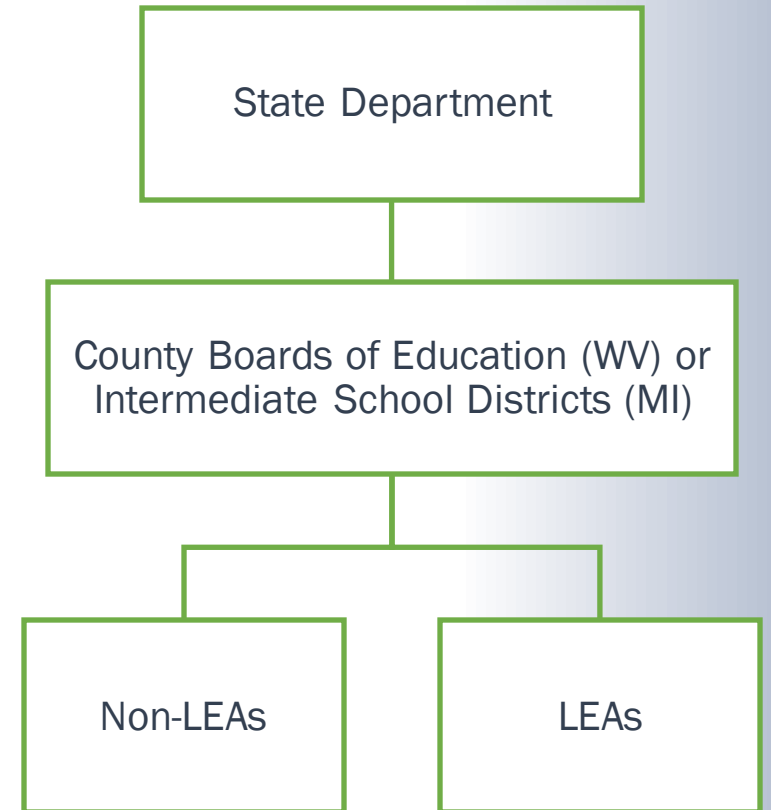 State Department
County Boards of Education (WV) or
Intermediate School Districts (MI)
Non-LEAs
LEAs